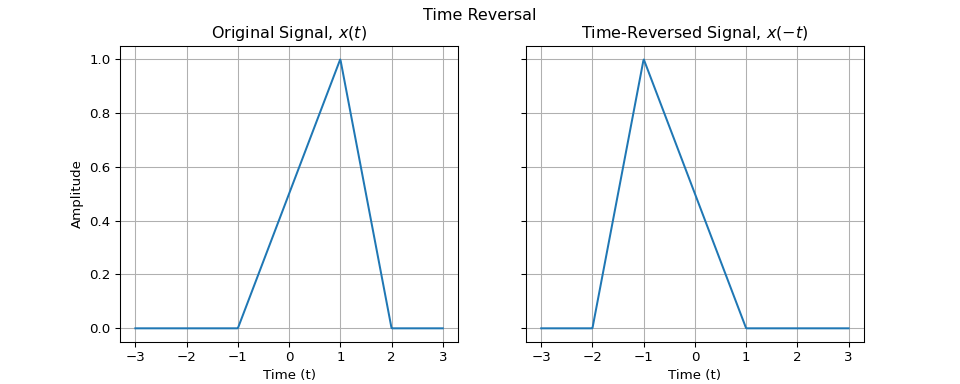 Time Reversal
Original Signal, x(t)
Time-Reversed Signal, x(−t)
Amplitude
1.0
0.8
0.6
0.4
0.2
0.0
−3 −2 −1 0 1 2 3
−3 −2 −1 0 1 2 3
Time (t)
Time (t)